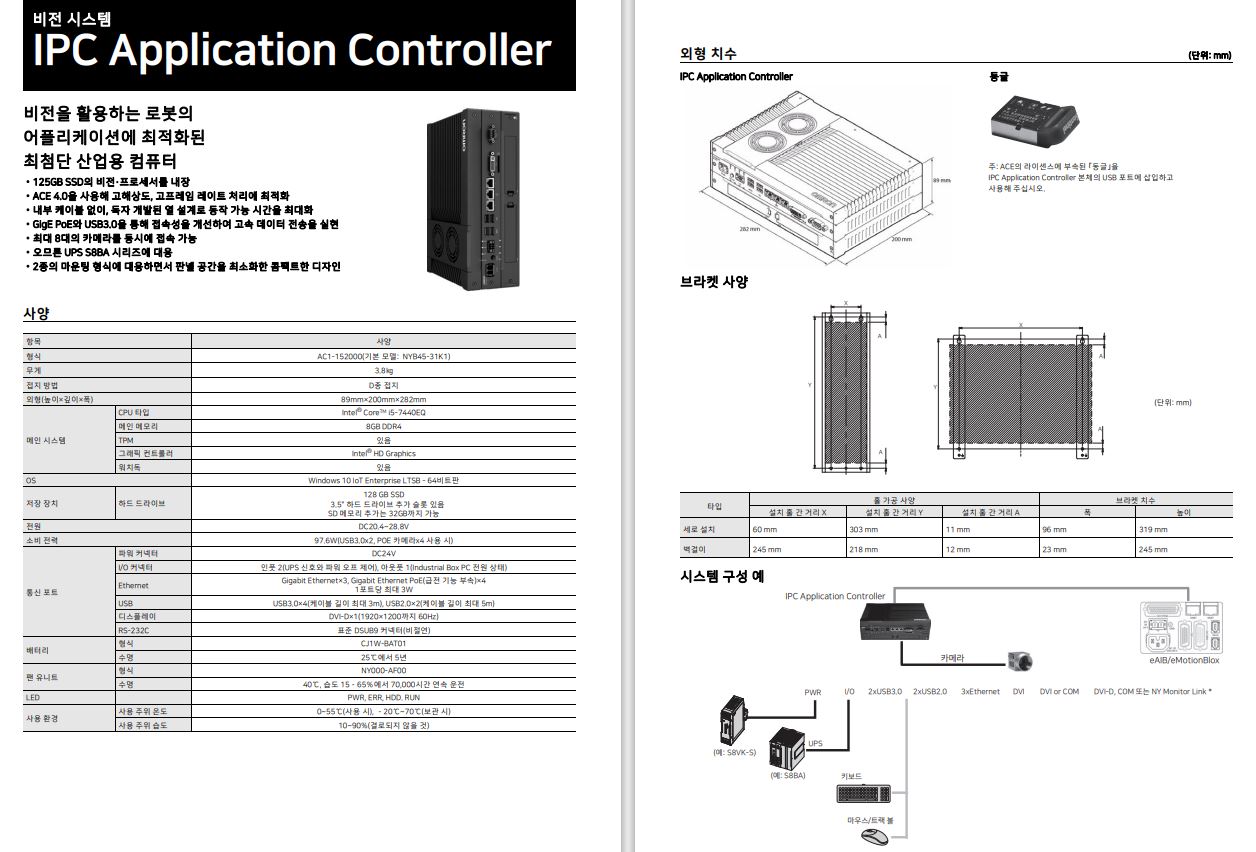 비전 시스템
IPC Application Controller
비전을 활용하는 로봇의
어플리케이션에 최적화된
최첨단 산업용 컴퓨터
• 125GB SSD의 비전·프로세서를 내장
• ACE 4.0을 사용해 고해상도, 고프레임 레이트 처리에 최적화
• 내부 케이블 없이, 독자 개발된 열 설계로 동작 가능 시간을 최대화
• GigE PoE와 USB3.0을 통해 접속성을 개선하여 고속 데이터 전송을 실현
• 최대 8대의 카메라를 동시에 접속 가능
• 오므론 UPS S8BA 시리즈에 대응
• 2종의 마운팅 형식에 대응하면서 판넬 공간을 최소화한 콤팩트한 디자인
OMRON
사양
항목 사양
형식 AC1-152000(기본 모델: NYB45-31K1)
무게 3.8kg
접지 방법 D종 접지
외형(높이×깊이×폭) 89mm×200mm×282mm
메인 시스템 CPU 타입 Intel® Core™ i5-7440EQ
메인 메모리 8GB DDR4
TPM 있음
그래픽 컨트롤러 Intel® HD Graphics
워치독 있음
OS Windows 10 IoT Enterprise LTSB - 64비트판
저장 장치 하드 드라이브 128 GB SSD
3.5" 하드 드라이브 추가 슬롯 있음
SD 메모리 추가는 32GB까지 가능
전원 DC20.4~28.8V
소비 전력 97.6W(USB3.0x2, POE 카메라x4 사용 시)
통신 포트 파워 커넥터 DC24V
I/O 커넥터 인풋 2(UPS 신호와 파워 오프 제어), 아웃풋 1(Industrial Box PC 전원 상태)
Ethernet Gigabit Ethernet×3, Gigabit Ethernet PoE(급전 기능 부속)×4
1포트당 최대 3W
USB USB3.0×4(케이블 길이 최대 3m), USB2.0×2(케이블 길이 최대 5m)
디스플레이 DVI-D×1(1920×1200까지 60Hz)
RS-232C 표준 DSUB9 커넥터(비절연)
배터리 형식 CJ1W-BAT01
수명 25℃에서 5년
팬 유니트 형식 NY000-AF00
수명 40℃, 습도 15 - 65%에서 70,000시간 연속 운전
LED PWR, ERR, HDD, RUN
사용 환경 사용 주위 온도 0~55℃(사용 시), - 20℃~70℃(보관 시)
사용 주위 습도 10~90%(결로되지 않을 것)
외형 치수 (단위: mm)
IPC Application Controller
89 mm
282 mm
200 mm
동글
주: ACE의 라이센스에 부속된 「동글」을
IPC Application Controller 본체의 USB 포트에 삽입하고
사용해 주십시오.
브라켓 사양
X
A
Y
A
X
A
Y
A
(단위: mm)
타입 홀 가공 사양 브라켓 치수
설치 홀 간 거리 X 설치 홀 간 거리 Y 설치 홀 간 거리 A 폭 높이
세로 설치 60 mm 303 mm 11 mm 96 mm 319 mm
벽걸이 245 mm 218 mm 12 mm 23 mm 245 mm
시스템 구성 예
IPC Application Controller
카메라
eAIB/eMotionBlox
PWR I/O 2xUSB3.0 2xUSB2.0 3xEthernet DVI DVI or COM DVI-D, COM 또는 NY Monitor Link *
(예: S8VK-S)
UPS
(예: S8BA)
키보드
마우스/트랙 볼